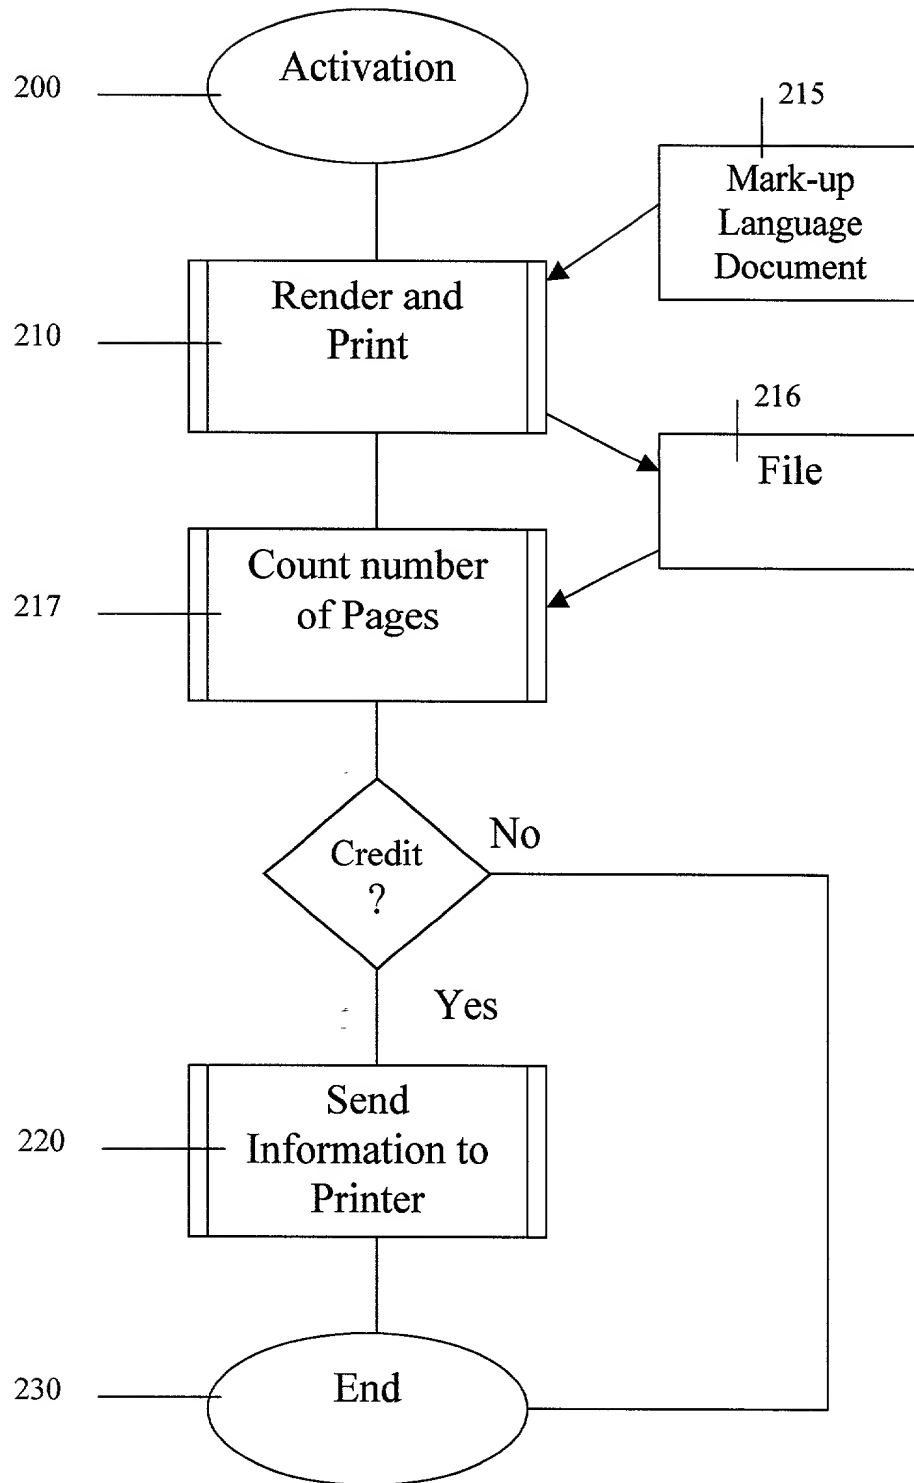 Activation
200
215
Mark-up
Language
Document
Render and
Print
210
216
File
Count number
of Pages
217
No
Credit
?
Yes
Send
Information to
Printer
220
End
230